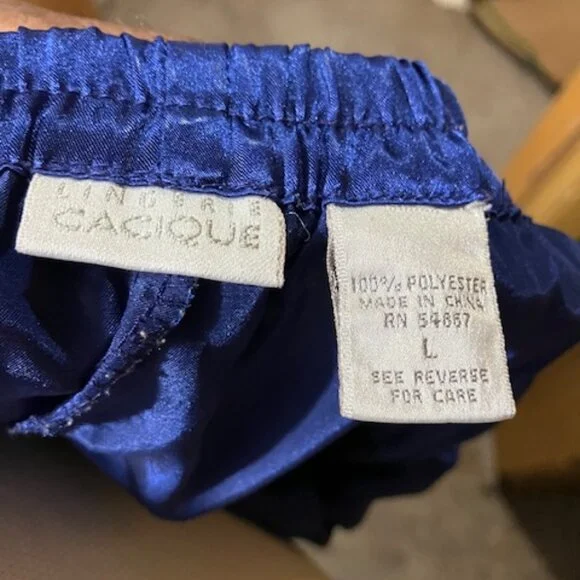 LINGERIE
CACIQUE
100% POLYESTER
MADE IN CHINA
RN 54867
L
SEE REVERSE
FOR CARE